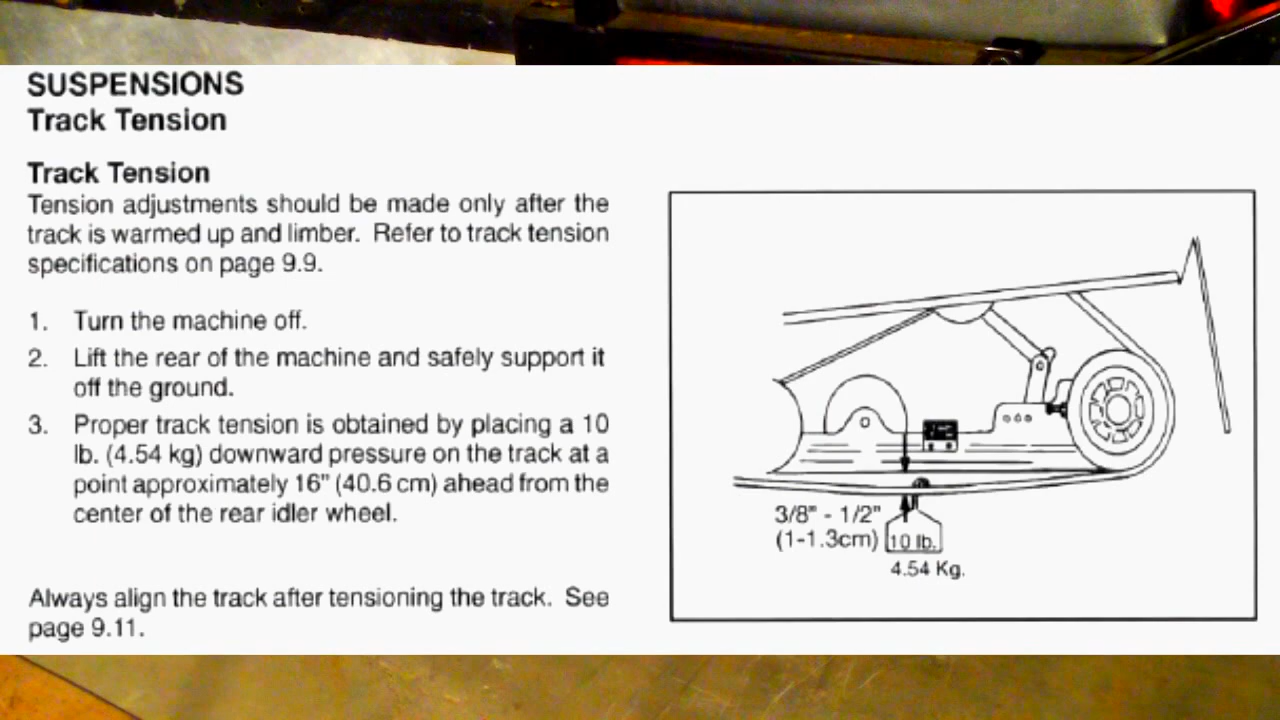 SUSPENSIONS
Track Tension
Track Tension
Tension adjustments should be made only after the
track is warmed up and limber. Refer to track tension
specifications on page 9.9.
1. Turn the machine off.
2. Lift the rear of the machine and safely support it
off the ground.
3. Proper track tension is obtained by placing a 10
lb. (4.54 kg) downward pressure on the track at a
point approximately 16" (40.6 cm) ahead from the
center of the rear idler wheel.
Always align the track after tensioning the track. See
page 9.11.
3/8" - 1/2"
(1-1.3cm)
10 lb.
4.54 Kg.